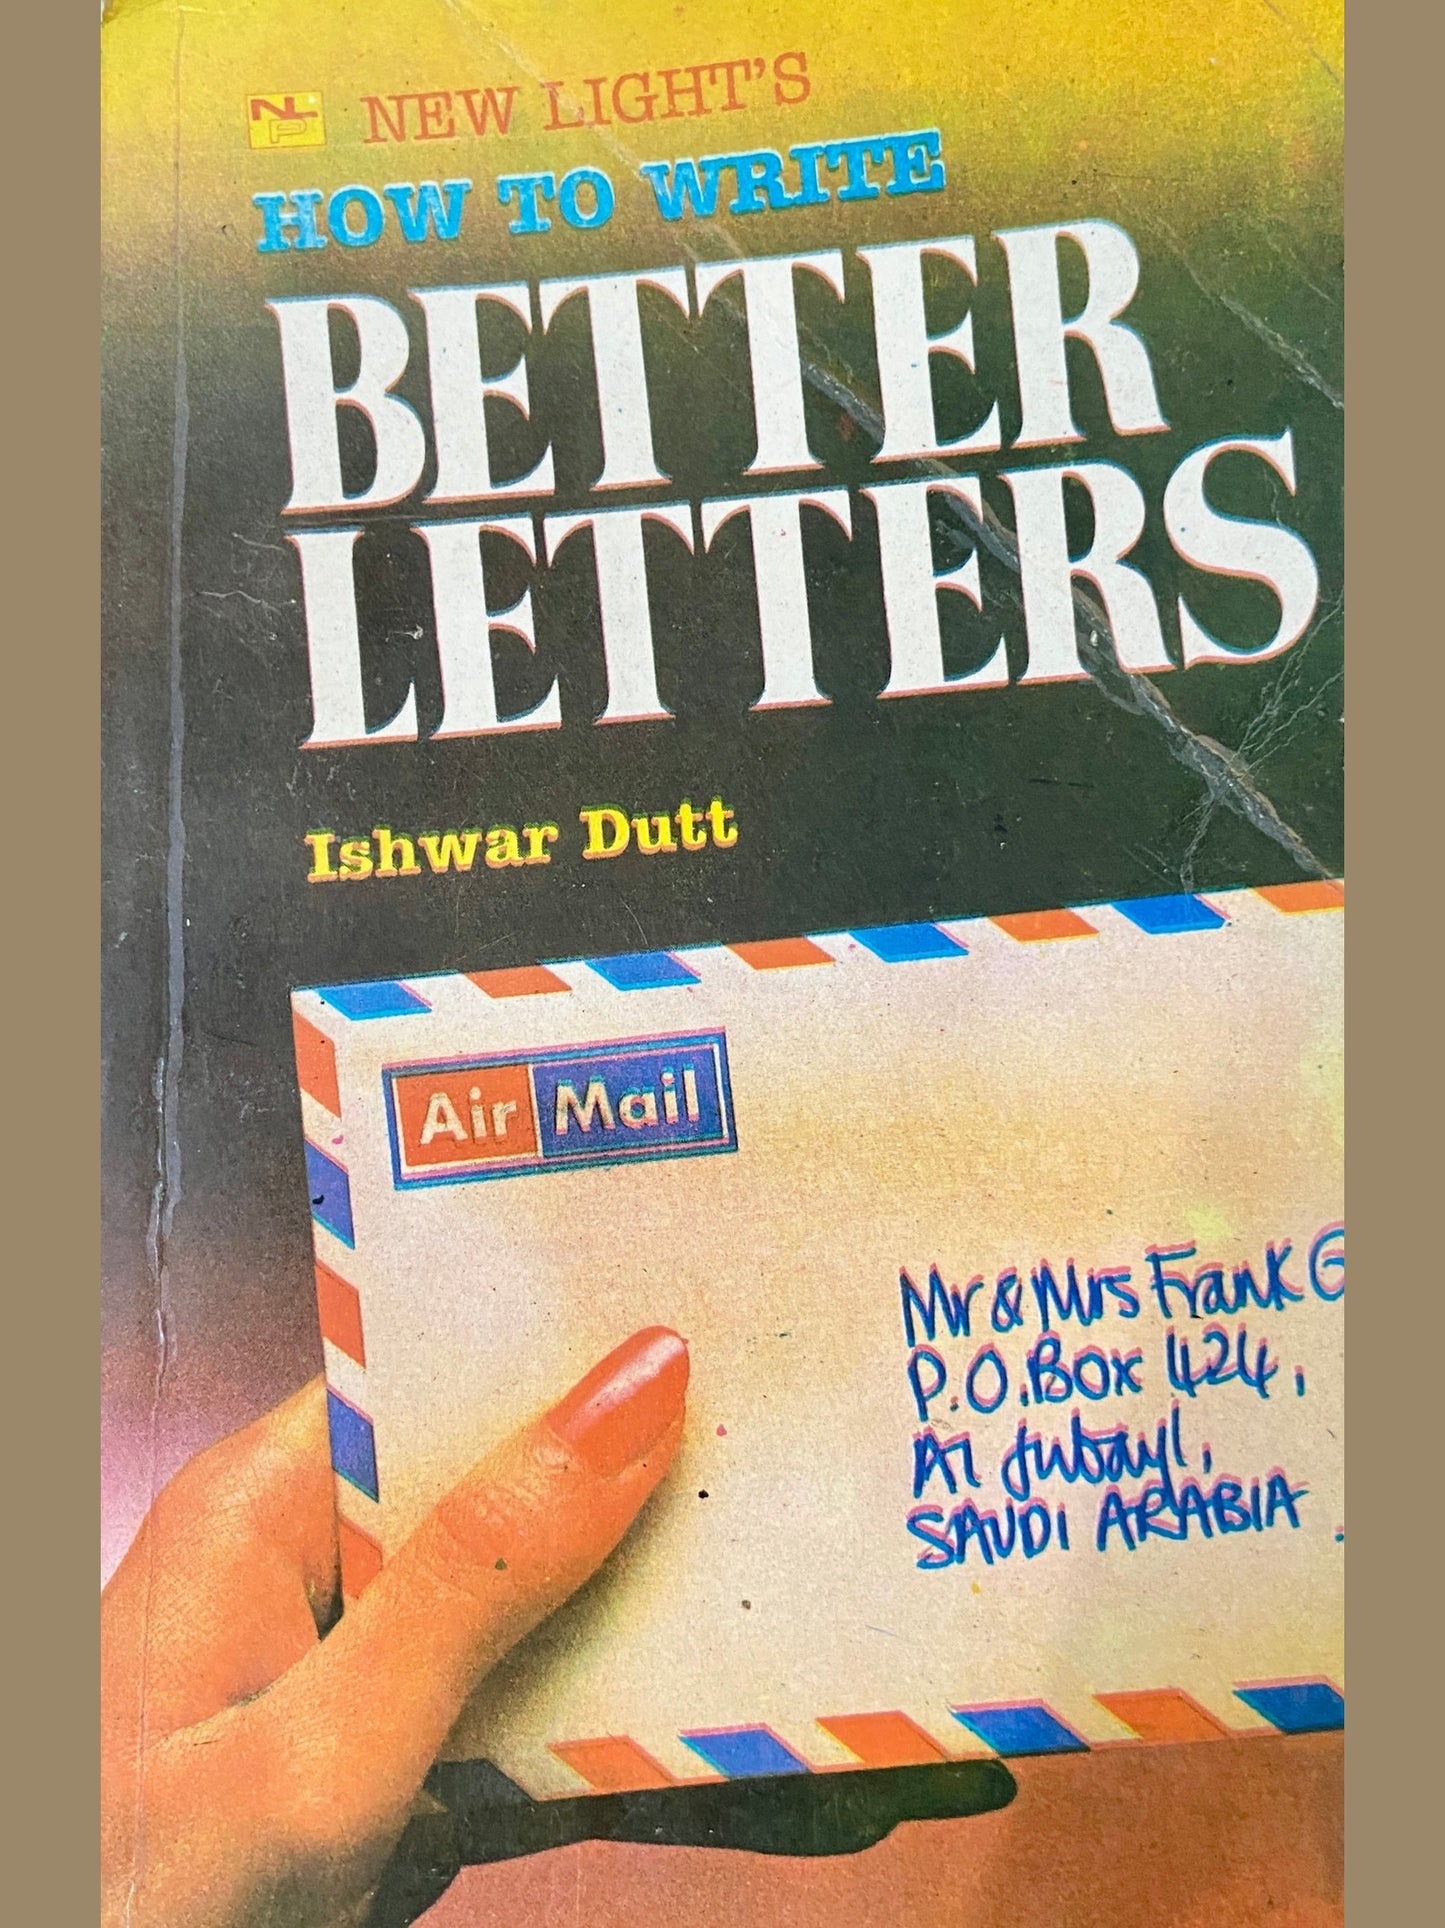 NLP NEW LIGHT'S
HOW TO WRITE
BETTER
LETTERS
Ishwar Dutt
Air Mail
Mr & Mrs Frank G
P.O. Box 424,
Al Jubayl,
SAUDI ARABIA